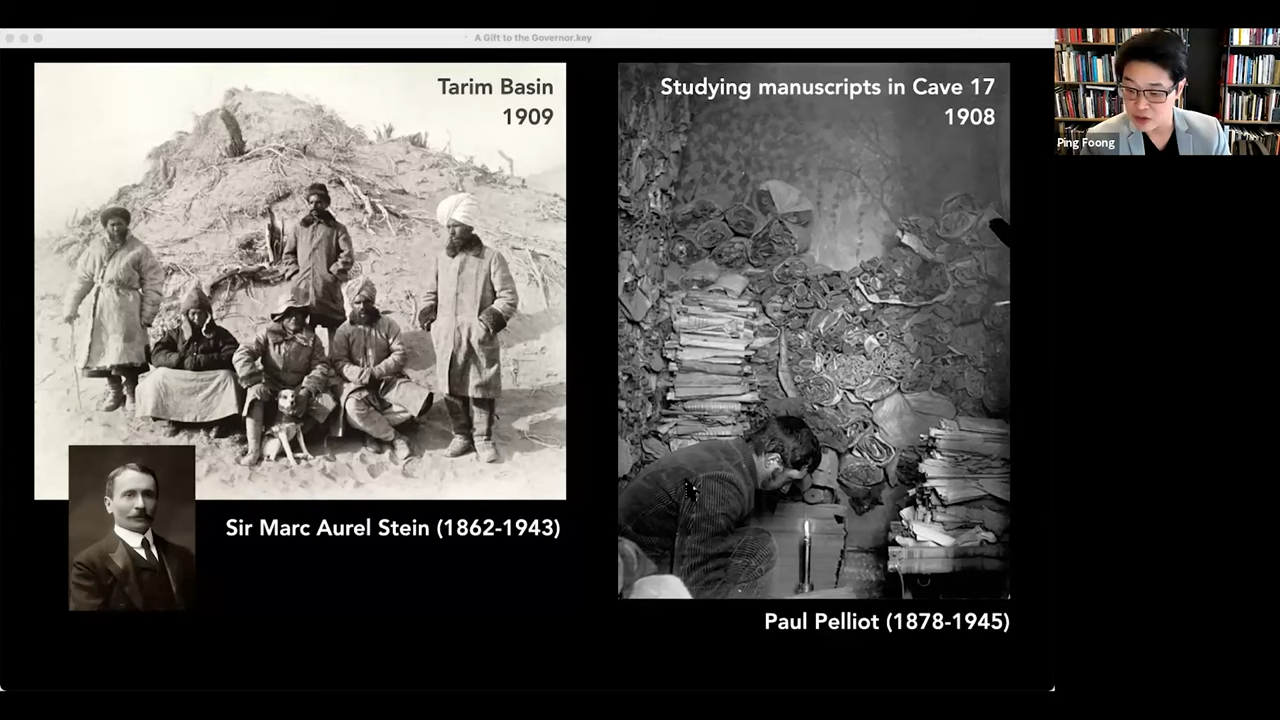 A Gift to the Governor.key
Tarim Basin
1909
Studying manuscripts in Cave 17
1908
Ping Foong
Sir Marc Aurel Stein (1862-1943)
Paul Pelliot (1878-1945)